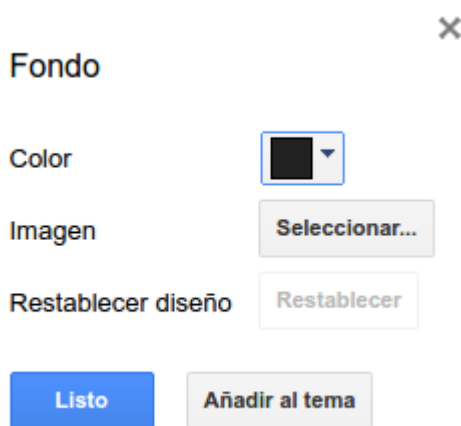 Fondo
Color
Imagen Seleccionar...
Restablecer diseño Restablecer
Listo Añadir al tema